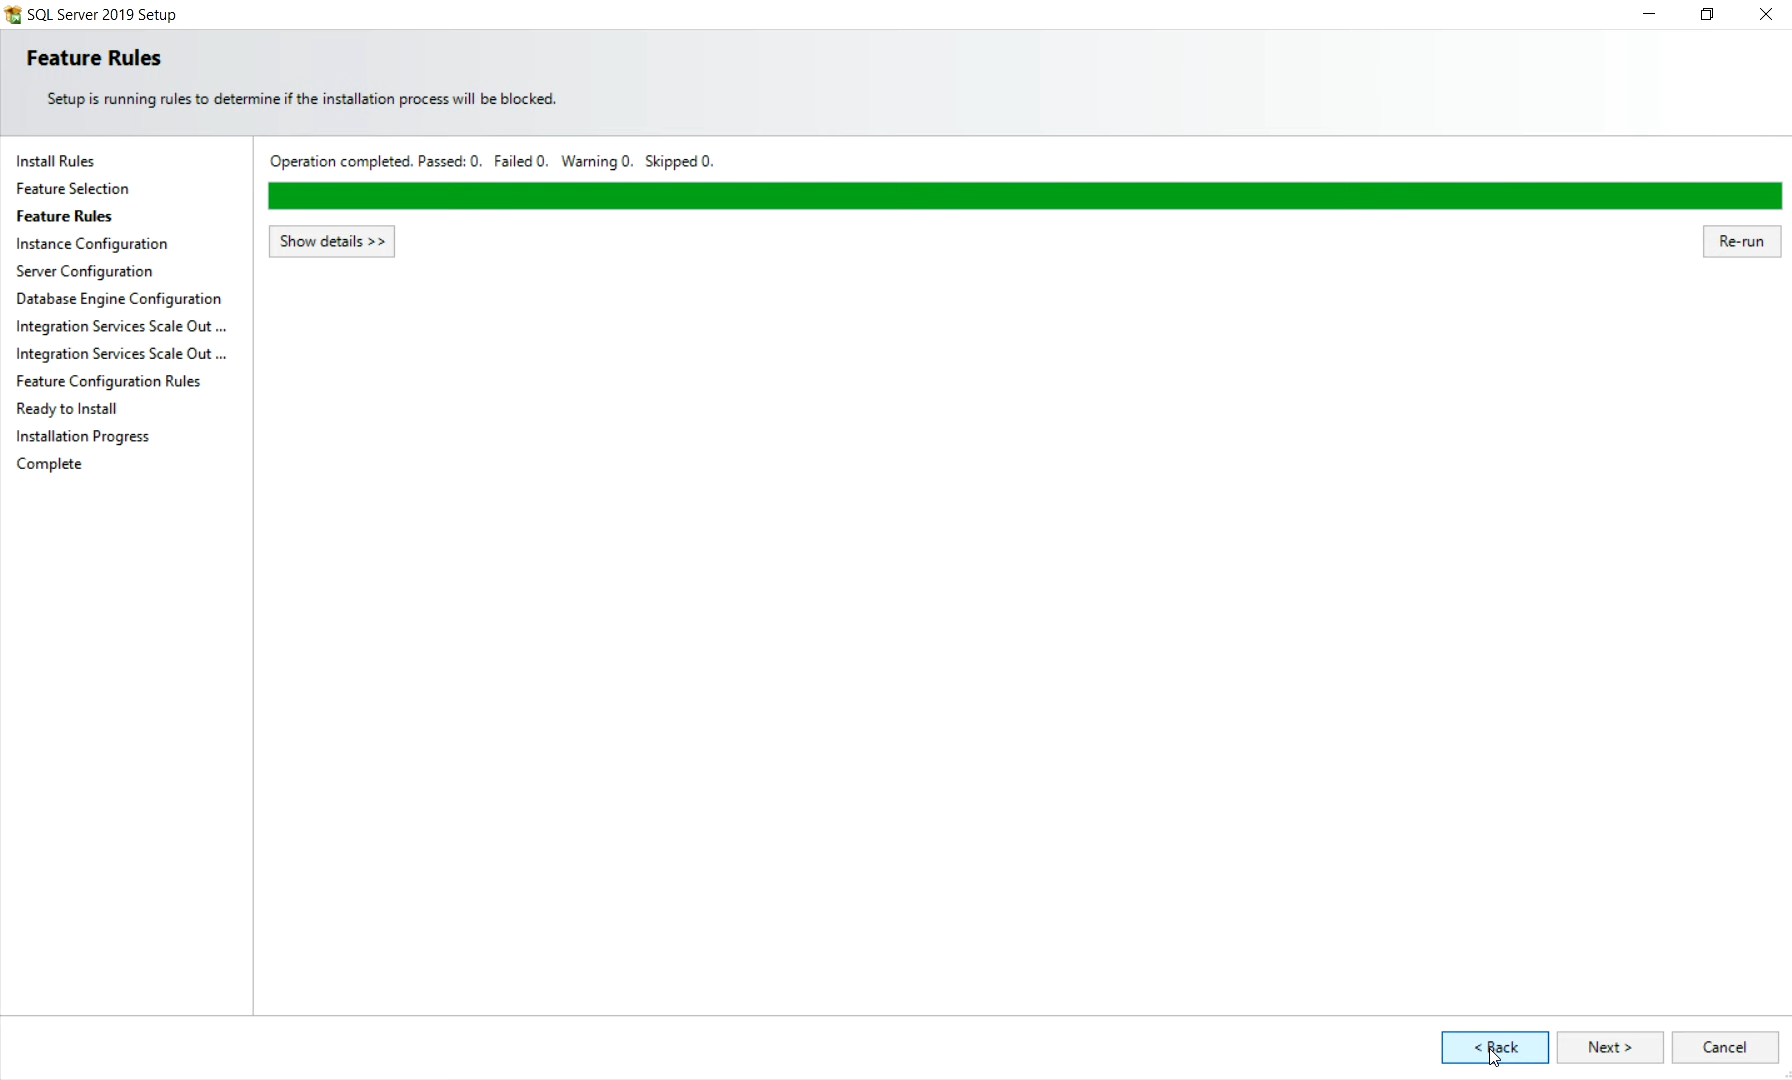 SQL Server 2019 Setup
Feature Rules
Setup is running rules to determine if the installation process will be blocked.
Install Rules
Feature Selection
Feature Rules
Instance Configuration
Server Configuration
Database Engine Configuration
Integration Services Scale Out ...
Integration Services Scale Out ...
Feature Configuration Rules
Ready to Install
Installation Progress
Complete
Operation completed. Passed: 0. Failed 0. Warning 0. Skipped 0.
Show details >>
Re-run
< Back
Next >
Cancel